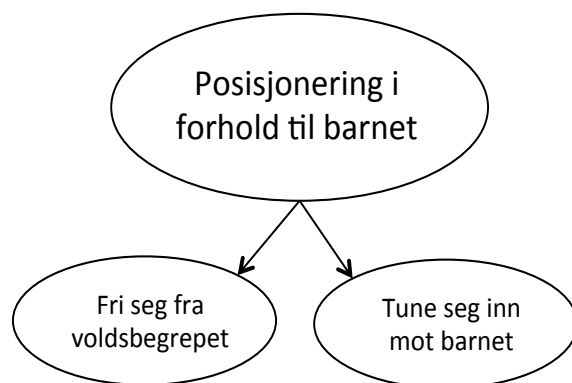 Posisjonering i
forhold til barnet
Fri seg fra
voldsbegrepet
Tune seg inn
mot barnet